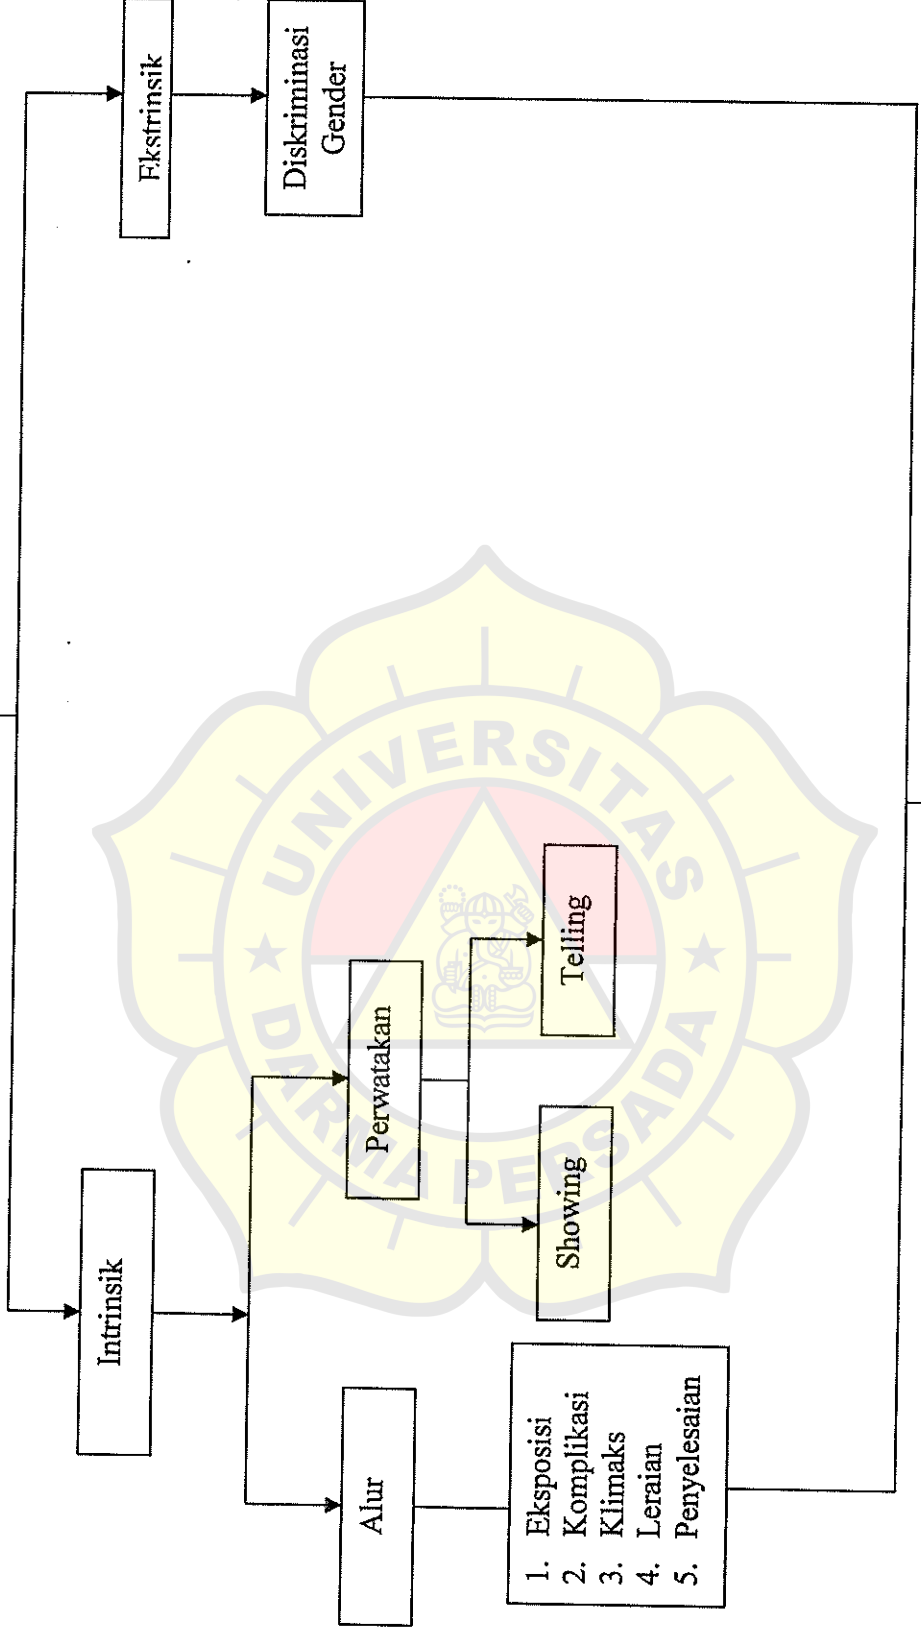 Intrinsik
Ekstrinsik
Alur
Perwatakan
Diskriminasi
Gender
1. Eksposisi
2. Komplikasi
3. Klimaks
4. Leraian
5. Penyelesaian
Showing
Telling
UNIVERSITAS
DARMA PERSADA